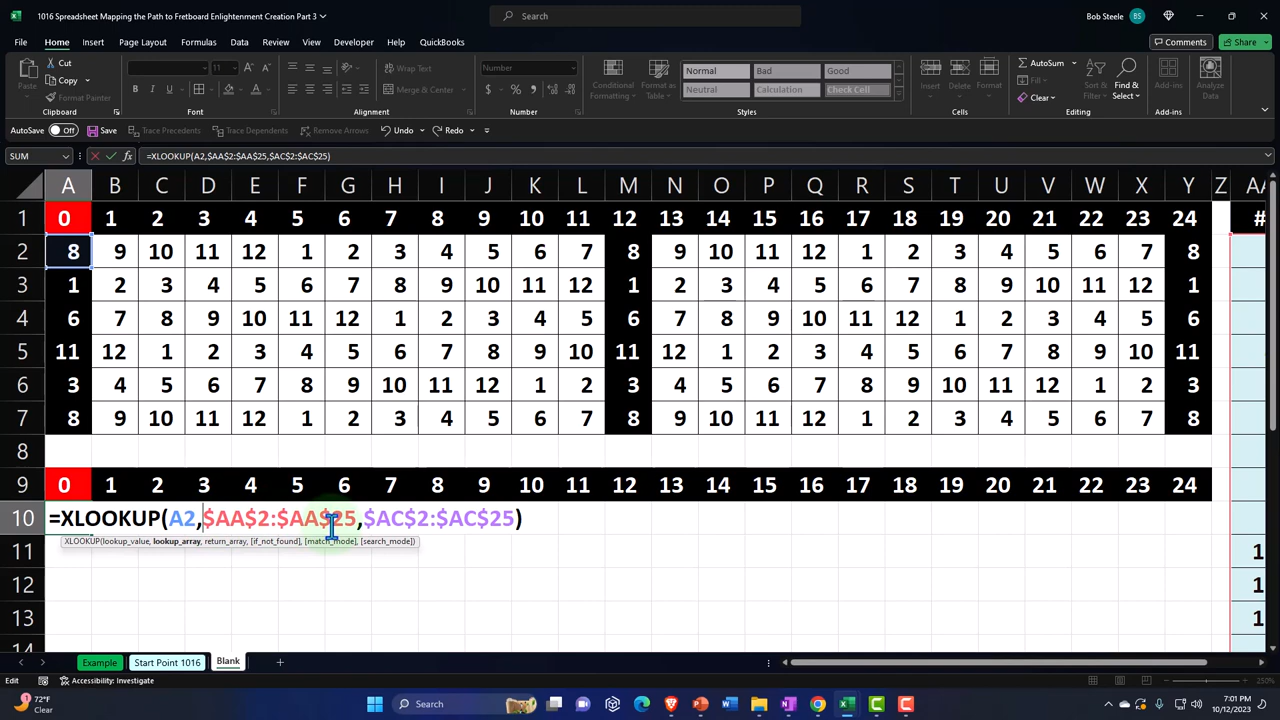 1016 Spreadsheet Mapping the Path to Fretboard Enlightenment Creation Part 3
Search
Bob Steele BS
File Home Insert Page Layout Formulas Data Review View Developer Help QuickBooks
Comments Share
Paste Cut Copy Format Painter
Clipboard
11
Font
Wrap Text
Merge & Center
Alignment
Number
Number
Conditional Formatting Format as Table
Normal Bad Good
Neutral Calculation Check Cell
Styles
Insert Delete Format
Cells
AutoSum Fill Clear
Sort & Filter Find & Select
Editing
Add-ins
Add-ins
Analyze Data
AutoSave Off Save Trace Precedents Trace Dependents Remove Arrows Undo Redo
SUM =XLOOKUP(A2,$AA$2:$AA$25,$AC$2:$AC$25)
A B C D E F G H I J K L M N O P Q R S T U V W X Y Z AA
1 0 1 2 3 4 5 6 7 8 9 10 11 12 13 14 15 16 17 18 19 20 21 22 23 24 #
2 8 9 10 11 12 1 2 3 4 5 6 7 8 9 10 11 12 1 2 3 4 5 6 7 8
3 1 2 3 4 5 6 7 8 9 10 11 12 1 2 3 4 5 6 7 8 9 10 11 12 1
4 6 7 8 9 10 11 12 1 2 3 4 5 6 7 8 9 10 11 12 1 2 3 4 5 6
5 11 12 1 2 3 4 5 6 7 8 9 10 11 12 1 2 3 4 5 6 7 8 9 10 11
6 3 4 5 6 7 8 9 10 11 12 1 2 3 4 5 6 7 8 9 10 11 12 1 2 3
7 8 9 10 11 12 1 2 3 4 5 6 7 8 9 10 11 12 1 2 3 4 5 6 7 8
8
9 0 1 2 3 4 5 6 7 8 9 10 11 12 13 14 15 16 17 18 19 20 21 22 23 24
10 =XLOOKUP(A2,$AA$2:$AA$25,$AC$2:$AC$25)
XLOOKUP(lookup_value, lookup_array, return_array, [if_not_found], [match_mode], [search_mode])
11 1
12 1
13 1
14
Example Start Point 1016 Blank
Edit Accessibility: Investigate 250%
72°F
Clear
Search
7:01 PM
10/12/2023